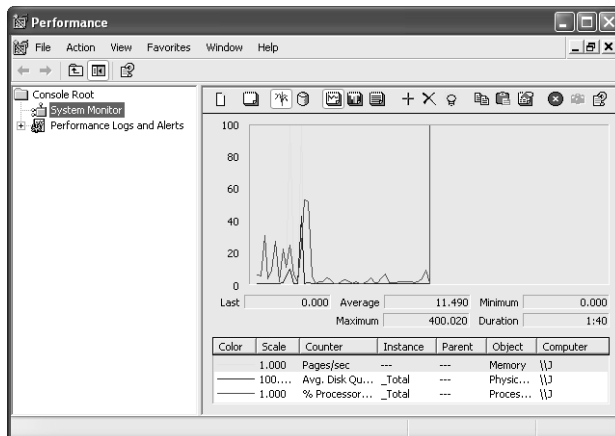 Performance
File Action View Favorites Window Help
Console Root
System Monitor
Performance Logs and Alerts
100
80
60
40
20
0
Last 0.000 Average 11.490 Minimum 0.000
Maximum 400.020 Duration 1:40
Color Scale Counter Instance Parent Object Computer
1.000 Pages/sec --- --- Memory \\J
100.... Avg. Disk Qu... _Total --- Physic... \\J
1.000 % Processor... _Total --- Proces... \\J